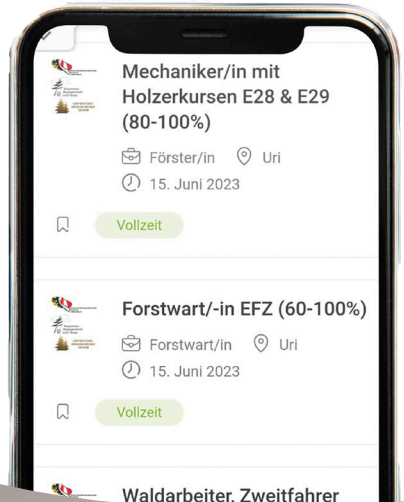 Mechaniker/in mit
Holzerkursen E28 & E29
(80-100%)
Förster/in Uri
15. Juni 2023
Vollzeit
Forstwart/-in EFZ (60-100%)
Forstwart/in Uri
15. Juni 2023
Vollzeit
Waldarbeiter, Zweitfahrer